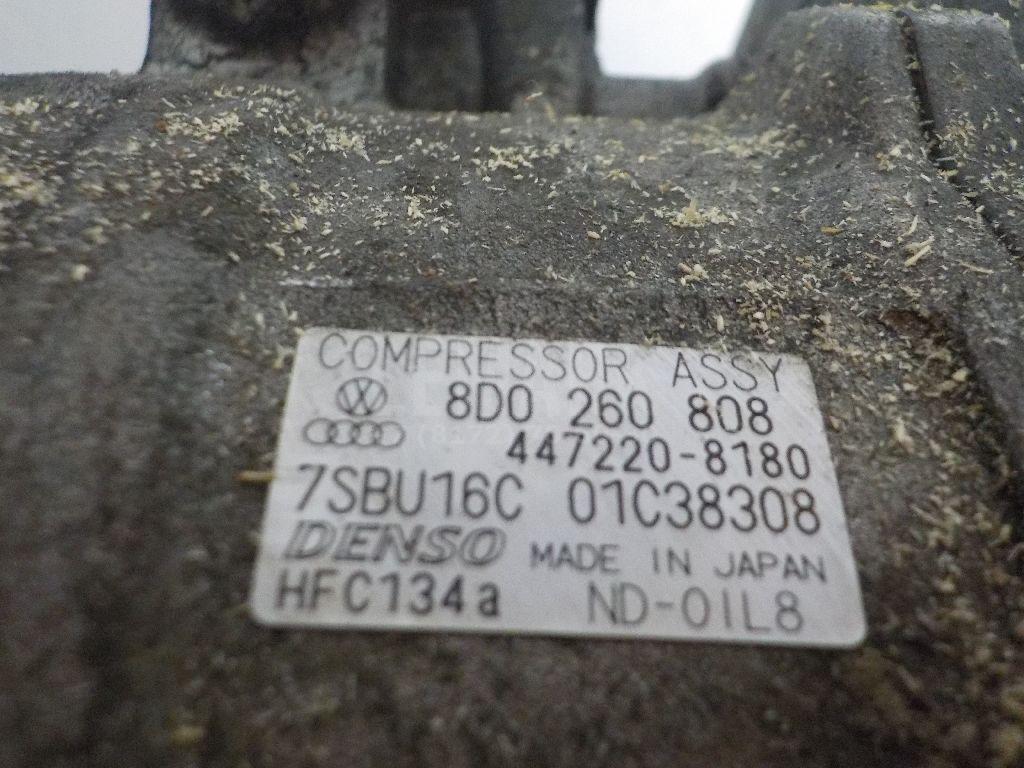 COMPRESSOR ASSY
8D0 260 808
447220-8180
7SBU16C 01C38308
DENSO MADE IN JAPAN
HFC134a ND-OIL8